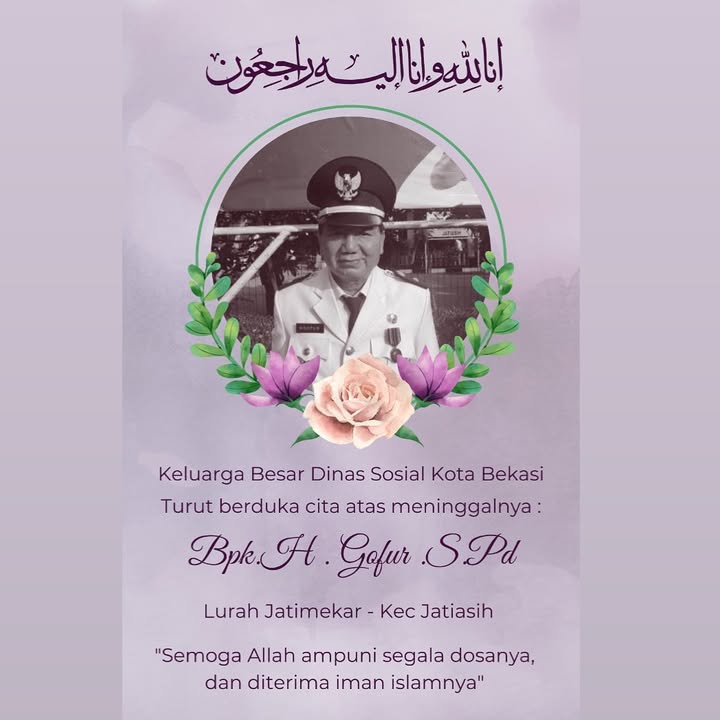 إنا لله وإنا إليه راجعون
Keluarga Besar Dinas Sosial Kota Bekasi
Turut berduka cita atas meninggalnya :
Bpk.H . Gofur .S.Pd
Lurah Jatimekar - Kec Jatiasih
"Semoga Allah ampuni segala dosanya,
dan diterima iman islamnya"